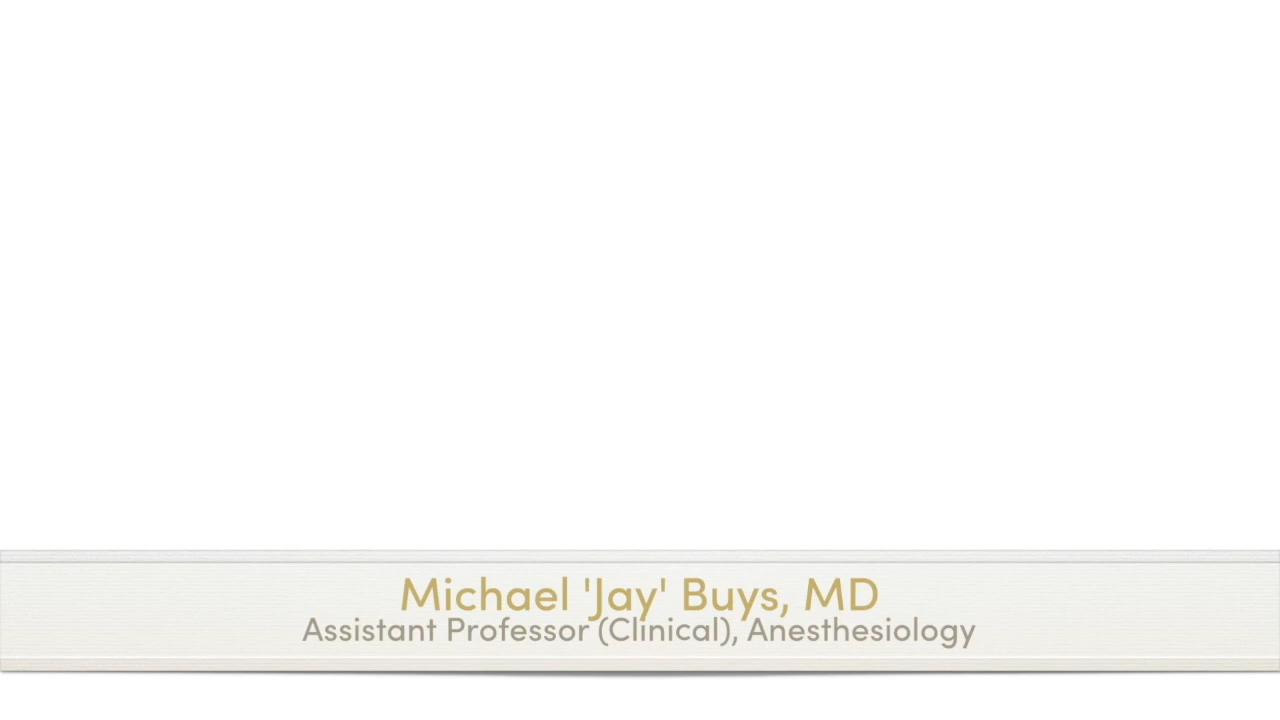 Michael 'Jay' Buys, MD
Assistant Professor (Clinical), Anesthesiology